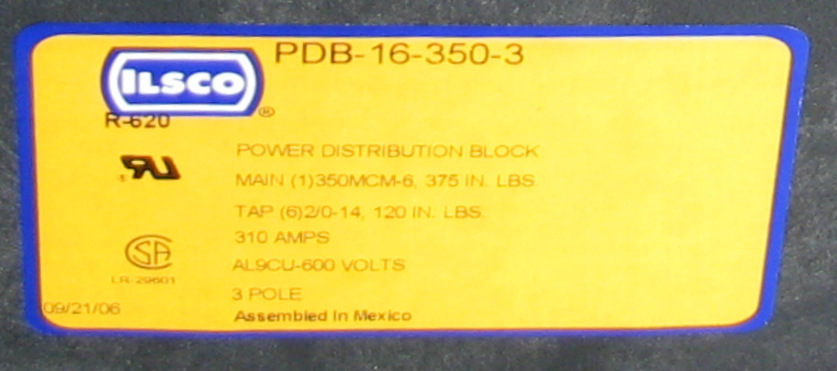 PDB-16-350-3
ILSCO
®
R-620
POWER DISTRIBUTION BLOCK
MAIN (1)350MCM-6, 375 IN. LBS.
TAP (6)2/0-14, 120 IN. LBS.
310 AMPS
AL9CU-600 VOLTS
3 POLE
Assembled In Mexico
RU
SA
LR-29601
09/21/06